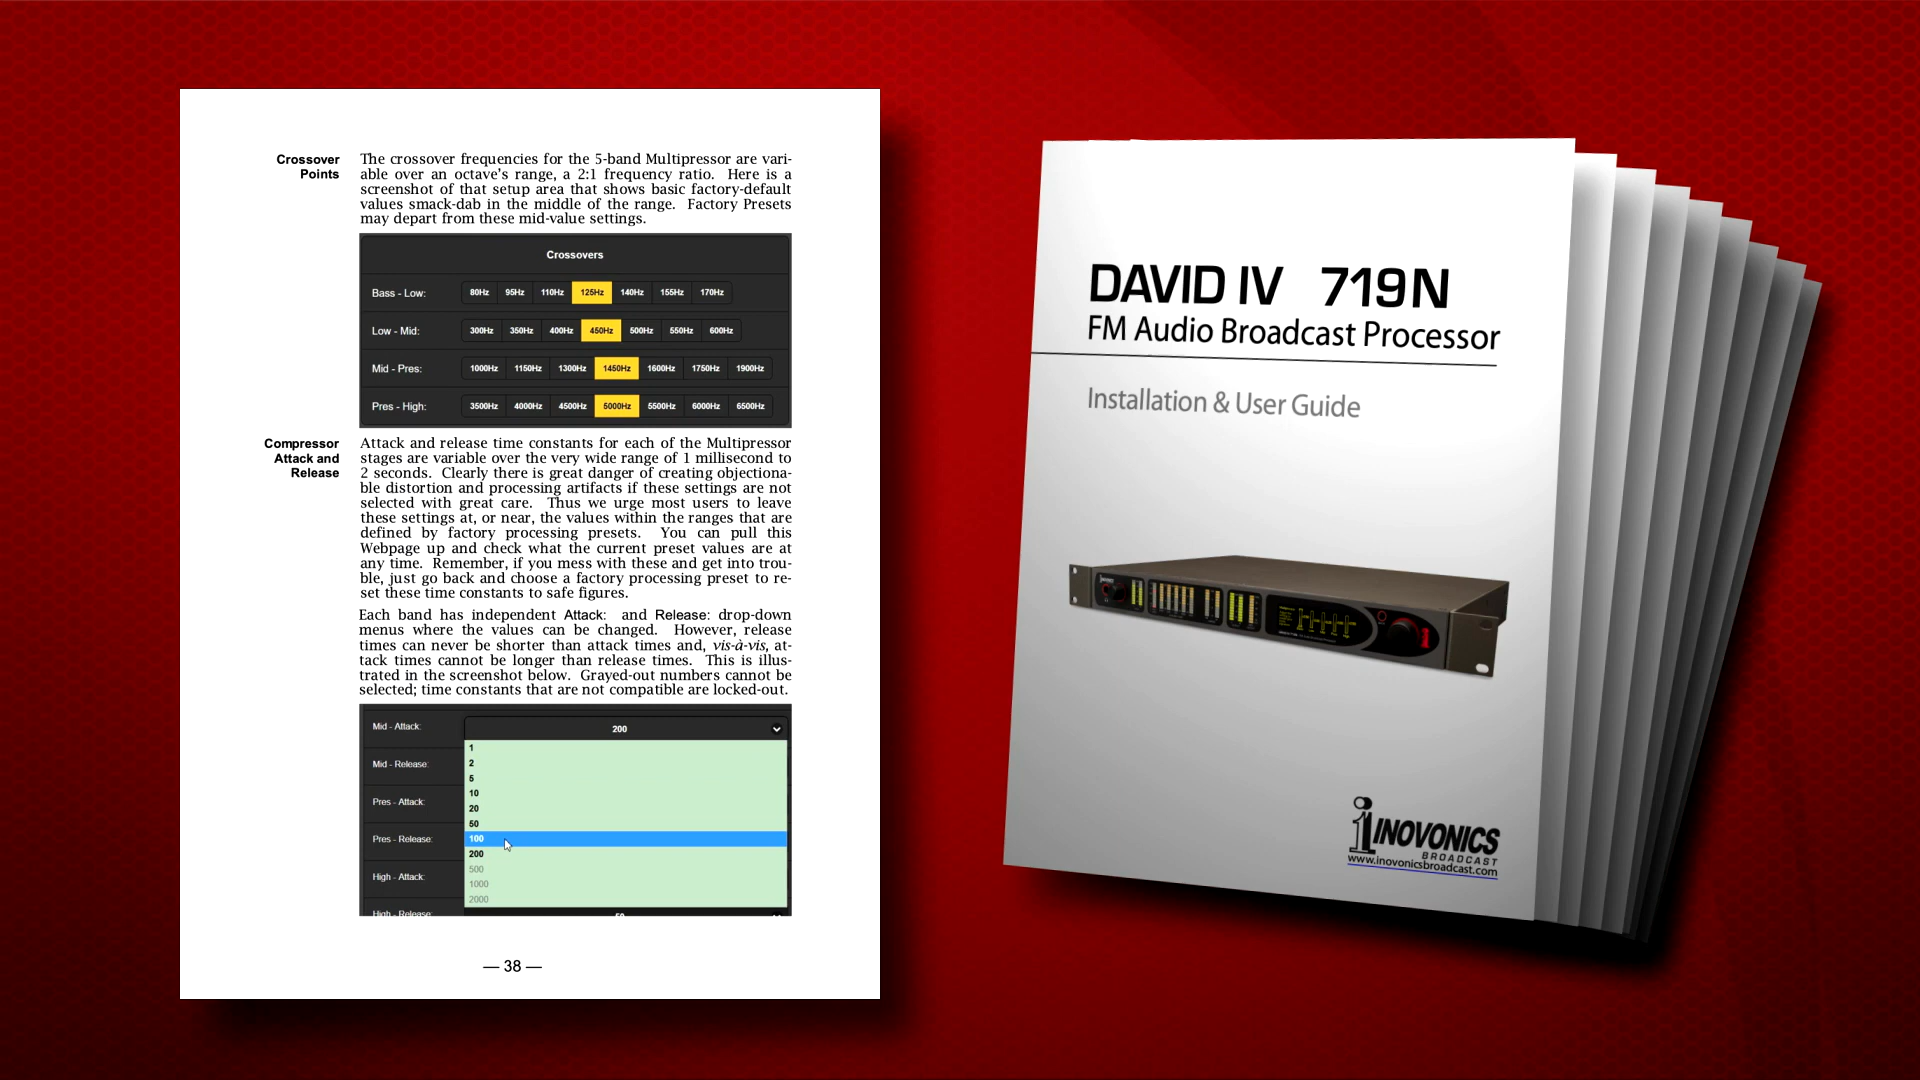 Crossover
Points
The crossover frequencies for the 5-band Multipressor are vari-
able over an octave's range, a 2:1 frequency ratio. Here is a
screenshot of that setup area that shows basic factory-default
values smack-dab in the middle of the range. Factory Presets
may depart from these mid-value settings.
Crossovers
Bass - Low: 80Hz 95Hz 110Hz 125Hz 140Hz 155Hz 170Hz
Low - Mid: 300Hz 350Hz 400Hz 450Hz 500Hz 550Hz 600Hz
Mid - Pres: 1000Hz 1150Hz 1300Hz 1450Hz 1600Hz 1750Hz 1900Hz
Pres - High: 3500Hz 4000Hz 4500Hz 5000Hz 5500Hz 6000Hz 6500Hz
Compressor
Attack and
Release
Attack and release time constants for each of the Multipressor
stages are variable over the very wide range of 1 millisecond to
2 seconds. Clearly there is great danger of creating objectiona-
ble distortion and processing artifacts if these settings are not
selected with great care. Thus we urge most users to leave
these settings at, or near, the values within the ranges that are
defined by factory processing presets. You can pull this
Webpage up and check what the current preset values are at
any time. Remember, if you mess with these and get into trou-
ble, just go back and choose a factory processing preset to re-
set these time constants to safe figures.
Each band has independent Attack: and Release: drop-down
menus where the values can be changed. However, release
times can never be shorter than attack times and, vis-à-vis, at-
tack times cannot be longer than release times. This is illus-
trated in the screenshot below. Grayed-out numbers cannot be
selected; time constants that are not compatible are locked-out.
Mid - Attack: 200
Mid - Release:
Pres - Attack:
Pres - Release:
High - Attack:
High - Release: 50
1
2
5
10
20
50
100
200
500
1000
2000
— 38 —
DAVID IV 719N
FM Audio Broadcast Processor
Installation & User Guide
INOVONICS
BROADCAST
www.inovonicsbroadcast.com